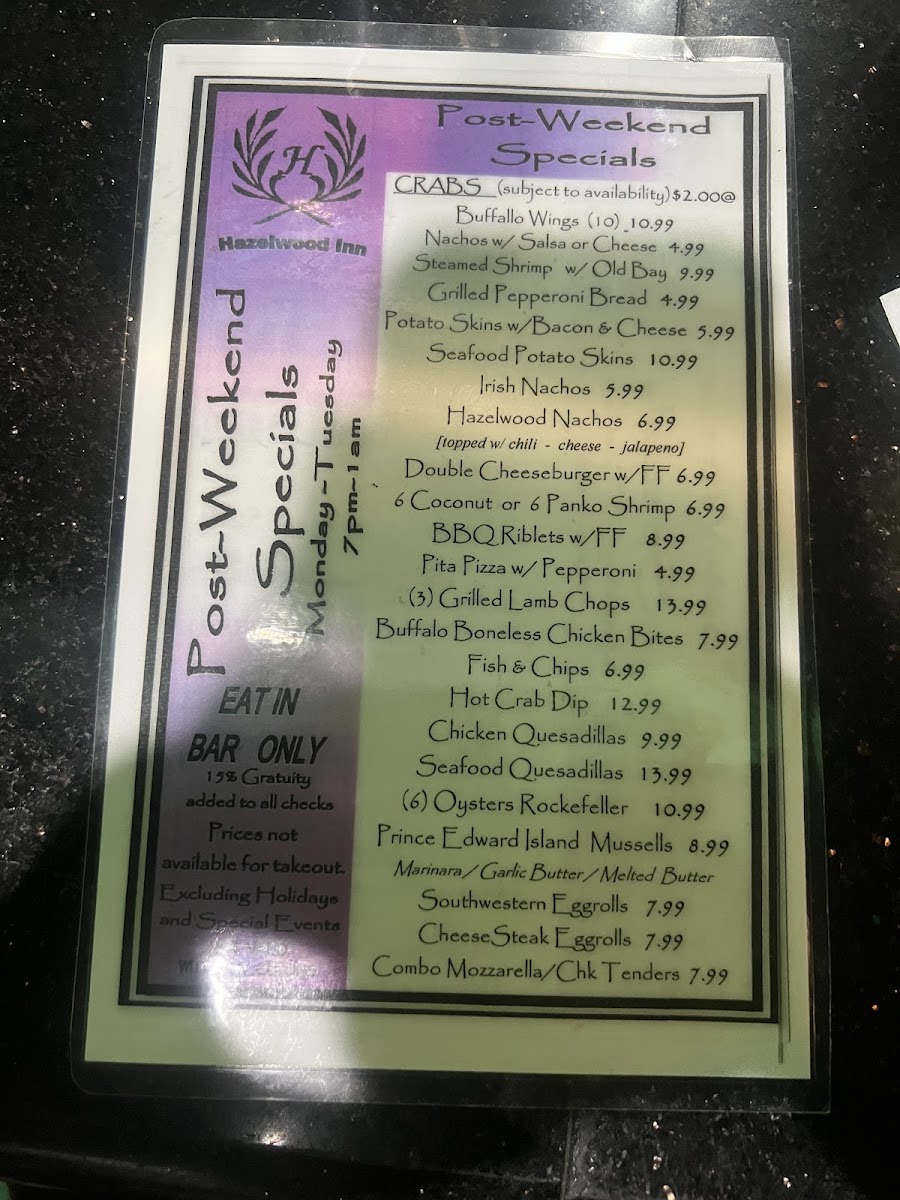 H
Hazelwood Inn
Post-Weekend
Specials
Monday-Tuesday
7pm-1am
EAT IN
BAR ONLY
15% Gratuity
added to all checks
Prices not
available for takeout.
Excluding Holidays
and Special Events
Post-Weekend
Specials
CRABS (subject to availability)$2.00@
Buffallo Wings (10) 10.99
Nachos w/ Salsa or Cheese 4.99
Steamed Shrimp w/ Old Bay 9.99
Grilled Pepperoni Bread 4.99
Potato Skins w/Bacon & Cheese 5.99
Seafood Potato Skins 10.99
Irish Nachos 5.99
Hazelwood Nachos 6.99
[topped w/ chili - cheese - jalapeno]
Double Cheeseburger w/FF 6.99
6 Coconut or 6 Panko Shrimp 6.99
BBQ Riblets w/FF 8.99
Pita Pizza w/ Pepperoni 4.99
(3) Grilled Lamb Chops 13.99
Buffalo Boneless Chicken Bites 7.99
Fish & Chips 6.99
Hot Crab Dip 12.99
Chicken Quesadillas 9.99
Seafood Quesadillas 13.99
(6) Oysters Rockefeller 10.99
Prince Edward Island Mussells 8.99
Marinara / Garlic Butter / Melted Butter
Southwestern Eggrolls 7.99
CheeseSteak Eggrolls 7.99
Combo Mozzarella/Chk Tenders 7.99